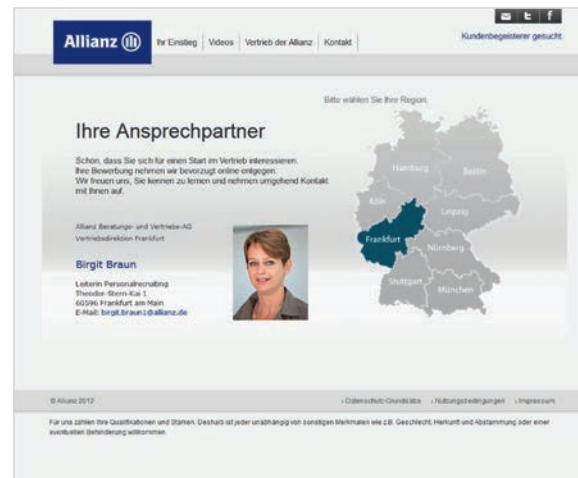 Allianz
Ihr Einstieg
Videos
Vertrieb der Allianz
Kontakt
Kundenbegeisterer gesucht
Bitte wählen Sie Ihre Region.
Ihre Ansprechpartner
Schön, dass Sie sich für einen Start im Vertrieb interessieren.
Ihre Bewerbung nehmen wir bevorzugt online entgegen.
Wir freuen uns, Sie kennen zu lernen und nehmen umgehend Kontakt
mit Ihnen auf.
Allianz Beratungs- und Vertriebs-AG
Vertriebsdirektion Frankfurt
Birgit Braun
Leiterin Personalrecruiting
Theodor-Stern-Kai 1
60596 Frankfurt am Main
E-Mail: birgit.braun1@allianz.de
Hamburg
Berlin
Köln
Leipzig
Frankfurt
Nürnberg
Stuttgart
München
© Allianz 2012
› Datenschutz-Grundsätze
› Nutzungsbedingungen
› Impressum
Für uns zählen Ihre Qualifikationen und Stärken. Deshalb ist jeder unabhängig von sonstigen Merkmalen wie z.B. Geschlecht, Herkunft und Abstammung oder einer
eventuellen Behinderung willkommen.